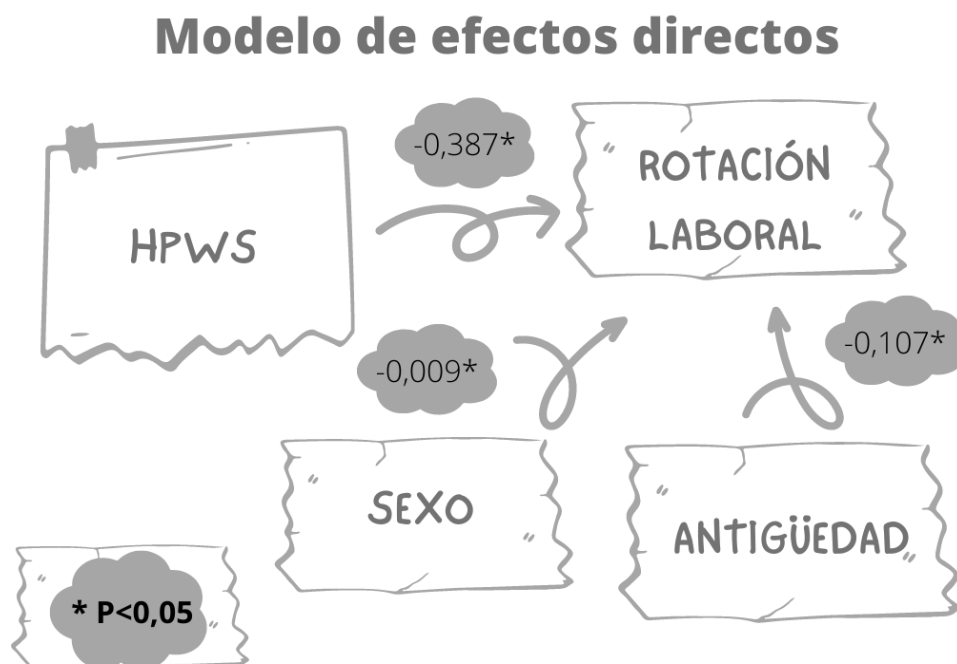 Modelo de efectos directos
HPWS
-0,387*
ROTACIÓN
LABORAL
-0,009*
-0,107*
SEXO
ANTIGÜEDAD
* P<0,05